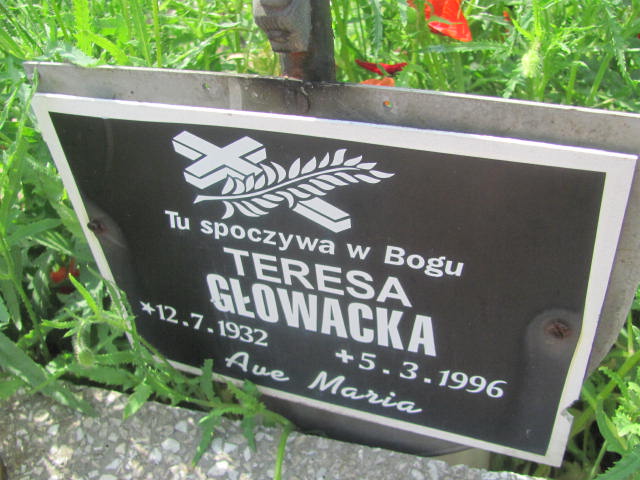 Tu spoczywa w Bogu
TERESA
GŁOWACKA
*12.7.1932 +5.3.1996
Ave Maria